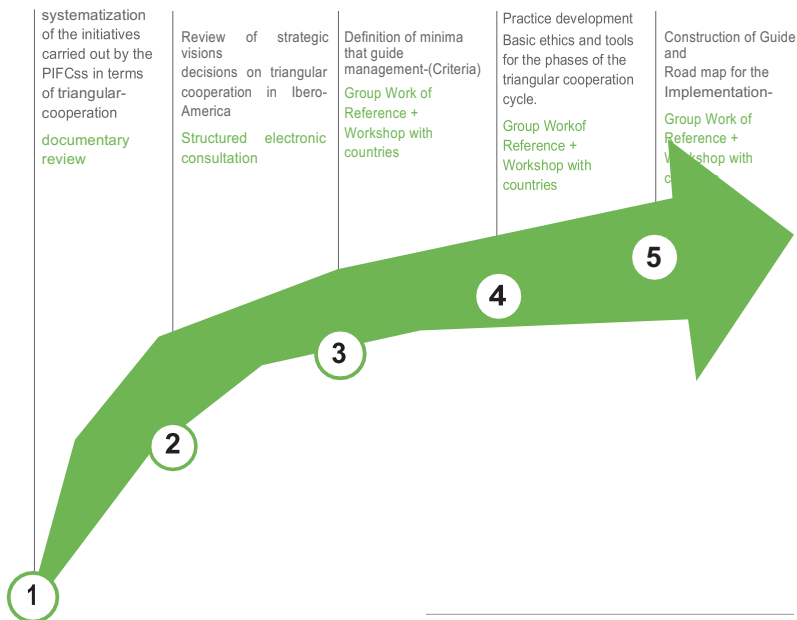 systematization
of the initiatives
carried out by the
PIFCss in terms
of triangular-
cooperation
documentary
review
Review of strategic
visions
decisions on triangular
cooperation in Ibero-
America
Structured electronic
consultation
Definition of minima
that guide
management-(Criteria)
Group Work of
Reference +
Workshop with
countries
Practice development
Basic ethics and tools
for the phases of the
triangular cooperation
cycle.
Group Workof
Reference +
Workshop with
countries
Construction of Guide
and
Road map for the
Implementation-
Group Work of
Reference +
Workshop with
1
2
3
4
5